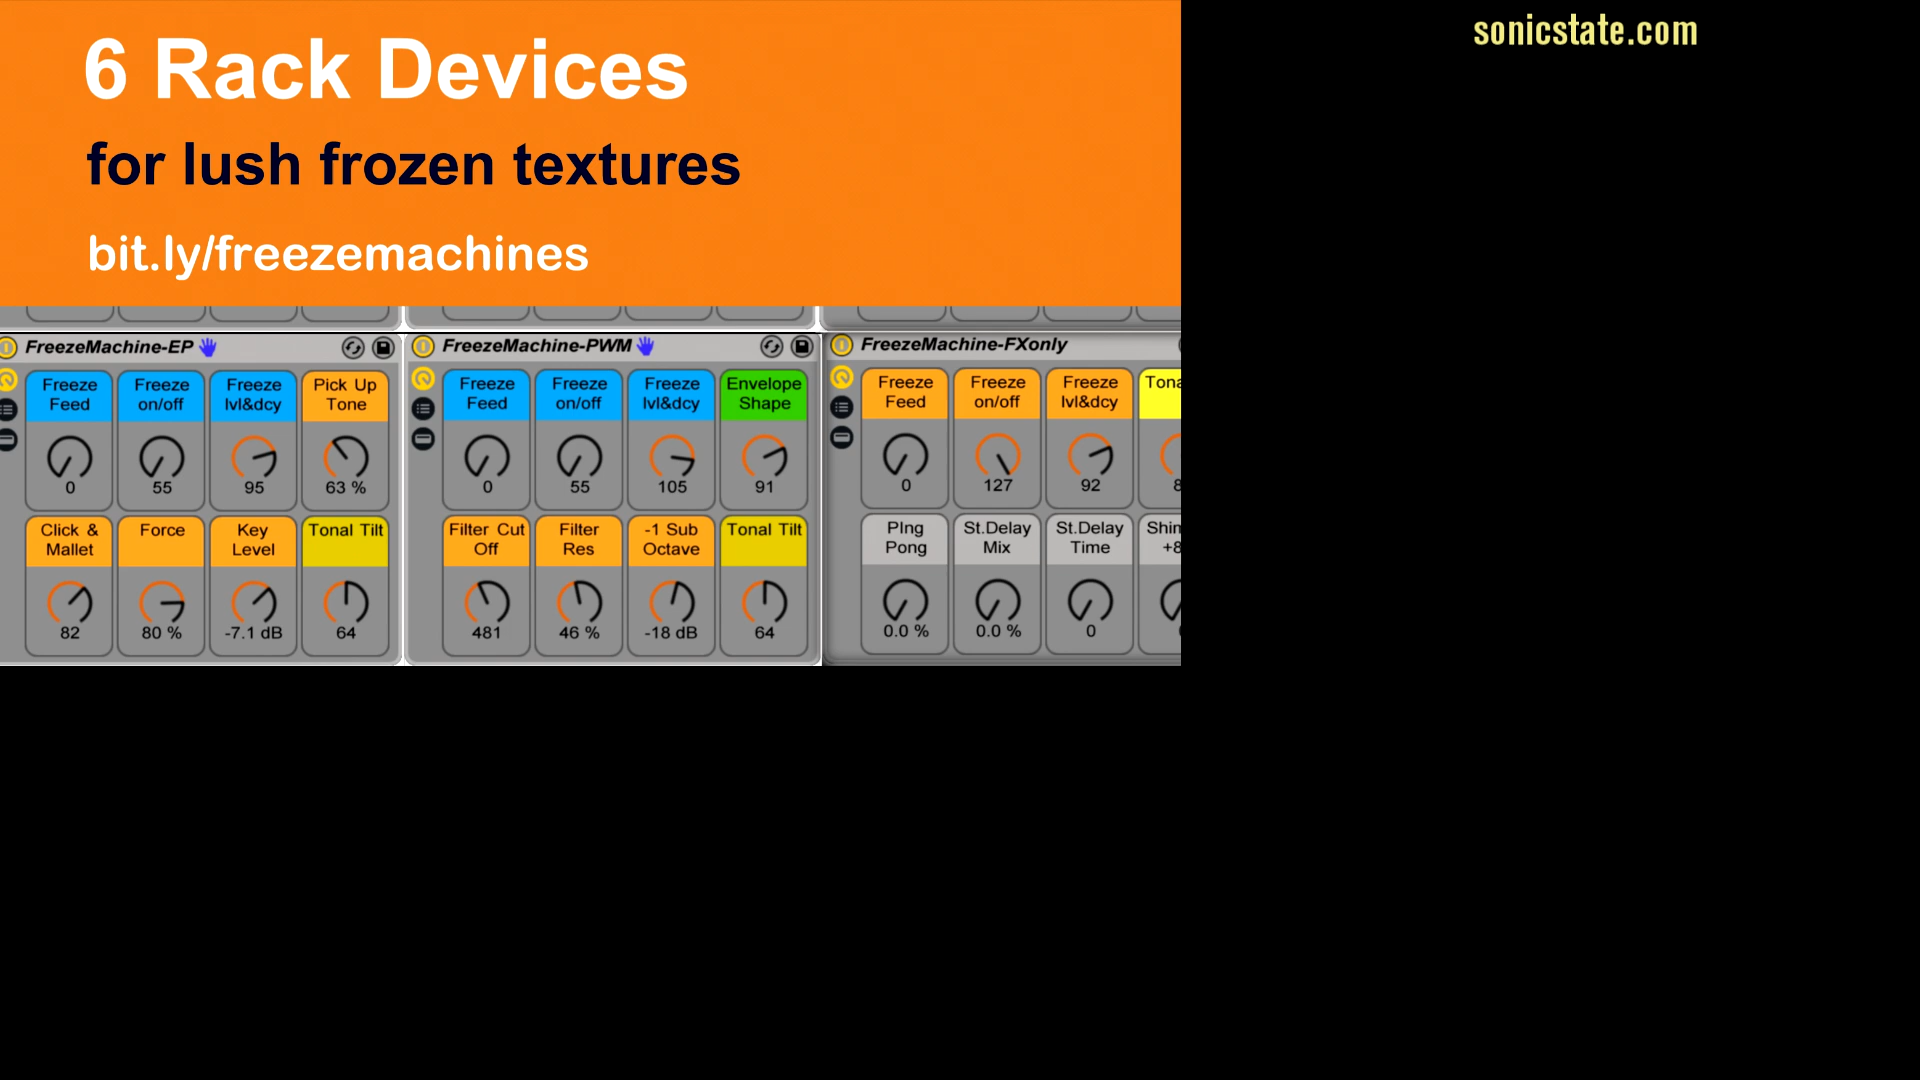 6 Rack Devices
for lush frozen textures
bit.ly/freezemachines
sonicstate.com
FreezeMachine-EP
Freeze Feed
Freeze on/off
Freeze lvl&dcy
Pick Up Tone
0
55
95
63 %
Click & Mallet
Force
Key Level
Tonal Tilt
82
80 %
-7.1 dB
64
FreezeMachine-PWM
Freeze Feed
Freeze on/off
Freeze lvl&dcy
Envelope Shape
0
55
105
91
Filter Cut Off
Filter Res
-1 Sub Octave
Tonal Tilt
481
46 %
-18 dB
64
FreezeMachine-FXonly
Freeze Feed
Freeze on/off
Freeze lvl&dcy
0
127
92
PIng Pong
St.Delay Mix
St.Delay Time
0.0 %
0.0 %
0